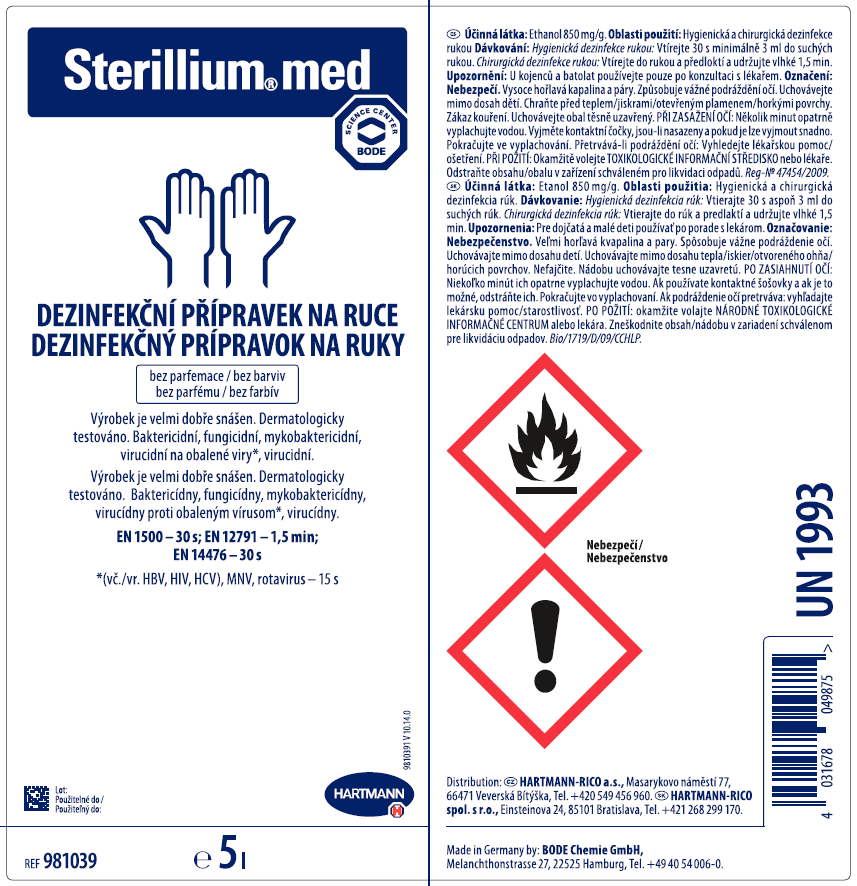 Sterillium® med
SCIENCE CENTER
BODE
DEZINFEKČNÍ PŘÍPRAVEK NA RUCE
DEZINFEKČNÝ PRÍPRAVOK NA RUKY
bez parfemace / bez barviv
bez parfému / bez farbív
Výrobek je velmi dobře snášen. Dermatologicky
testováno. Baktericidní, fungicidní, mykobaktericidní,
virucidní na obalené viry*, virucidní.
Výrobek je velmi dobře snášen. Dermatologicky
testováno. Baktericídny, fungicídny, mykobaktericídny,
virucídny proti obaleným vírusom*, virucídny.
EN 1500 – 30 s; EN 12791 – 1,5 min;
EN 14476 – 30 s
*(vč./vr. HBV, HIV, HCV), MNV, rotavirus – 15 s
9810391 V 10.14.0
Lot:
Použitelné do /
Použiteľný do:
HARTMANN
REF 981039
℮ 5 l
CZ Účinná látka: Ethanol 850 mg/g. Oblasti použití: Hygienická a chirurgická dezinfekce
rukou Dávkování: Hygienická dezinfekce rukou: Vtírejte 30 s minimálně 3 ml do suchých
rukou. Chirurgická dezinfekce rukou: Vtírejte do rukou a předloktí a udržujte vlhké 1,5 min.
Upozornění: U kojenců a batolat používejte pouze po konzultaci s lékařem. Označení:
Nebezpečí. Vysoce hořlavá kapalina a páry. Způsobuje vážné podráždění očí. Uchovávejte
mimo dosah dětí. Chraňte před teplem/jiskrami/otevřeným plamenem/horkými povrchy.
Zákaz kouření. Uchovávejte obal těsně uzavřený. PŘI ZASAŽENÍ OČÍ: Několik minut opatrně
vyplachujte vodou. Vyjměte kontaktní čočky, jsou-li nasazeny a pokud je lze vyjmout snadno.
Pokračujte ve vyplachování. Přetrvává-li podráždění očí: Vyhledejte lékařskou pomoc/
ošetření. PŘI POŽITÍ: Okamžitě volejte TOXIKOLOGICKÉ INFORMAČNÍ STŘEDISKO nebo lékaře.
Odstraňte obsahu/obalu v zařízení schváleném pro likvidaci odpadů. Reg-Nº 47454/2009.
SK Účinná látka: Etanol 850 mg/g. Oblasti použitia: Hygienická a chirurgická
dezinfekcia rúk. Dávkovanie: Hygienická dezinfekcia rúk: Vtierajte 30 s aspoň 3 ml do
suchých rúk. Chirurgická dezinfekcia rúk: Vtierajte do rúk a predlaktí a udržujte vlhké 1,5
min. Upozornenia: Pre dojčatá a malé deti používať po porade s lekárom. Označovanie:
Nebezpečenstvo. Veľmi horľavá kvapalina a pary. Spôsobuje vážne podráždenie očí.
Uchovávajte mimo dosahu detí. Uchovávajte mimo dosahu tepla/iskier/otvoreného ohňa/
horúcich povrchov. Nefajčite. Nádobu uchovávajte tesne uzavretú. PO ZASIAHNUTÍ OČÍ:
Niekoľko minút ich opatrne vyplachujte vodou. Ak používate kontaktné šošovky a ak je to
možné, odstráňte ich. Pokračujte vo vyplachovaní. Ak podráždenie očí pretrváva: vyhľadajte
lekársku pomoc/starostlivosť. PO POŽITÍ: okamžite volajte NÁRODNÉ TOXIKOLOGICKÉ
INFORMAČNÉ CENTRUM alebo lekára. Zneškodnite obsah/nádobu v zariadení schválenom
pre likvidáciu odpadov. Bio/1719/D/09/CCHLP.
Nebezpečí/
Nebezpečenstvo
UN 1993
4 031678 049875 >
Distribution: CZ HARTMANN-RICO a.s., Masarykovo náměstí 77,
66471 Veverská Bítýška, Tel. +420 549 456 960. SK HARTMANN-RICO
spol. s r.o., Einsteinova 24, 85101 Bratislava, Tel. +421 268 299 170.
Made in Germany by: BODE Chemie GmbH,
Melanchthonstrasse 27, 22525 Hamburg, Tel. +49 40 54 006-0.